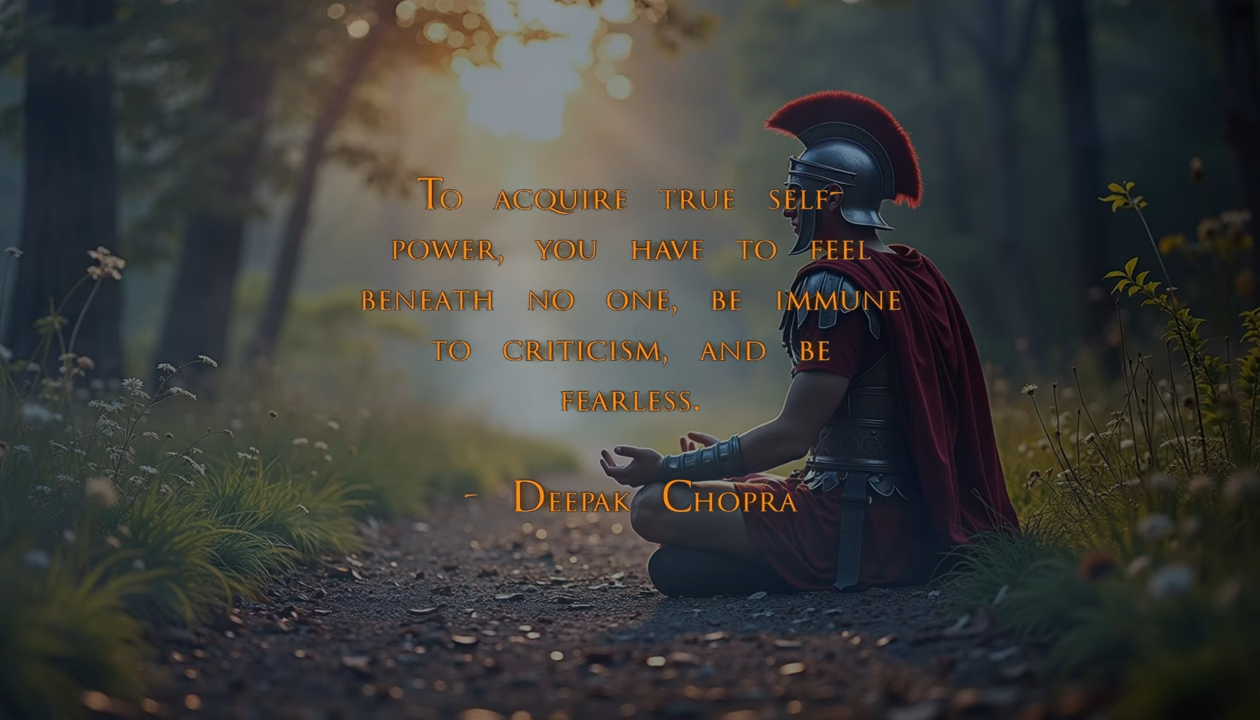 To acquire true self-
power, you have to feel
beneath no one, be immune
to criticism, and be
fearless.
- Deepak Chopra